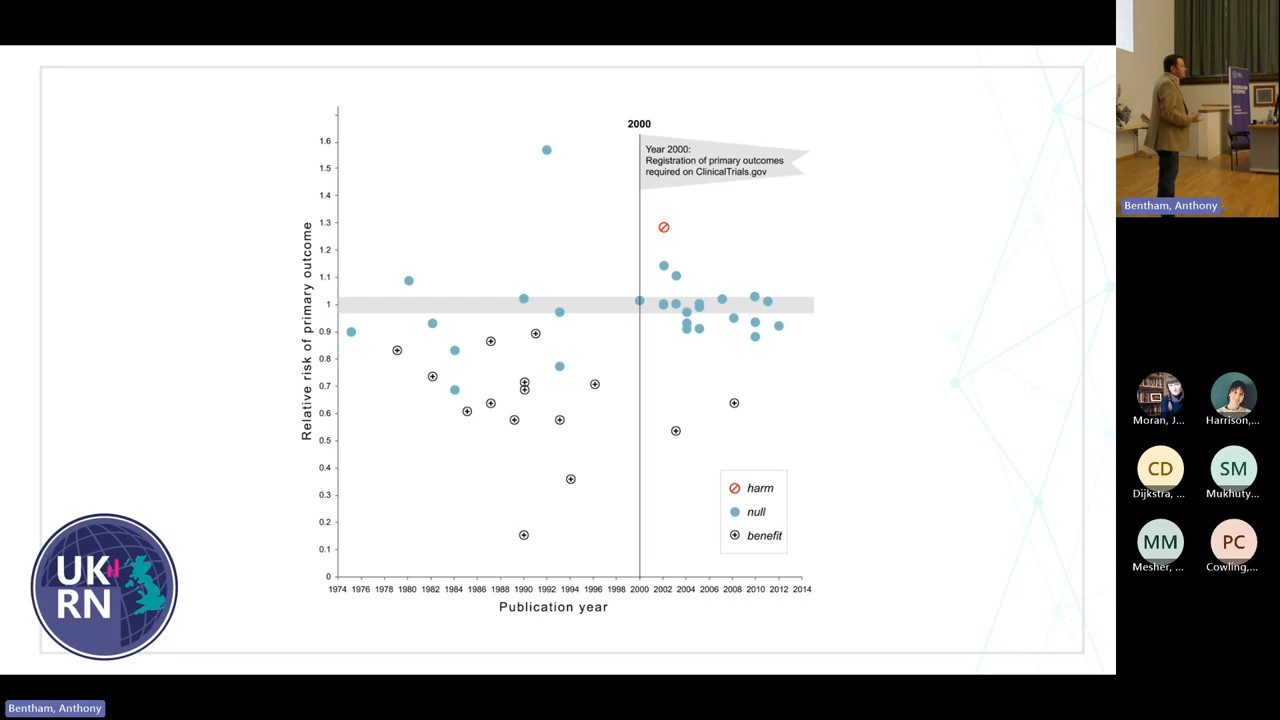 2000
Year 2000:
Registration of primary outcomes
required on ClinicalTrials.gov
Relative risk of primary outcome
1.6
1.5
1.4
1.3
1.2
1.1
1
0.9
0.8
0.7
0.6
0.5
0.4
0.3
0.2
0.1
0
harm
null
benefit
1974 1976 1978 1980 1982 1984 1986 1988 1990 1992 1994 1996 1998 2000 2002 2004 2006 2008 2010 2012 2014
Publication year
UK
RN
Bentham, Anthony
Bentham, Anthony
Moran, J...
Harrison,...
CD
Dijkstra, ...
SM
Mukhuty...
MM
Mesher, ...
PC
Cowling,...